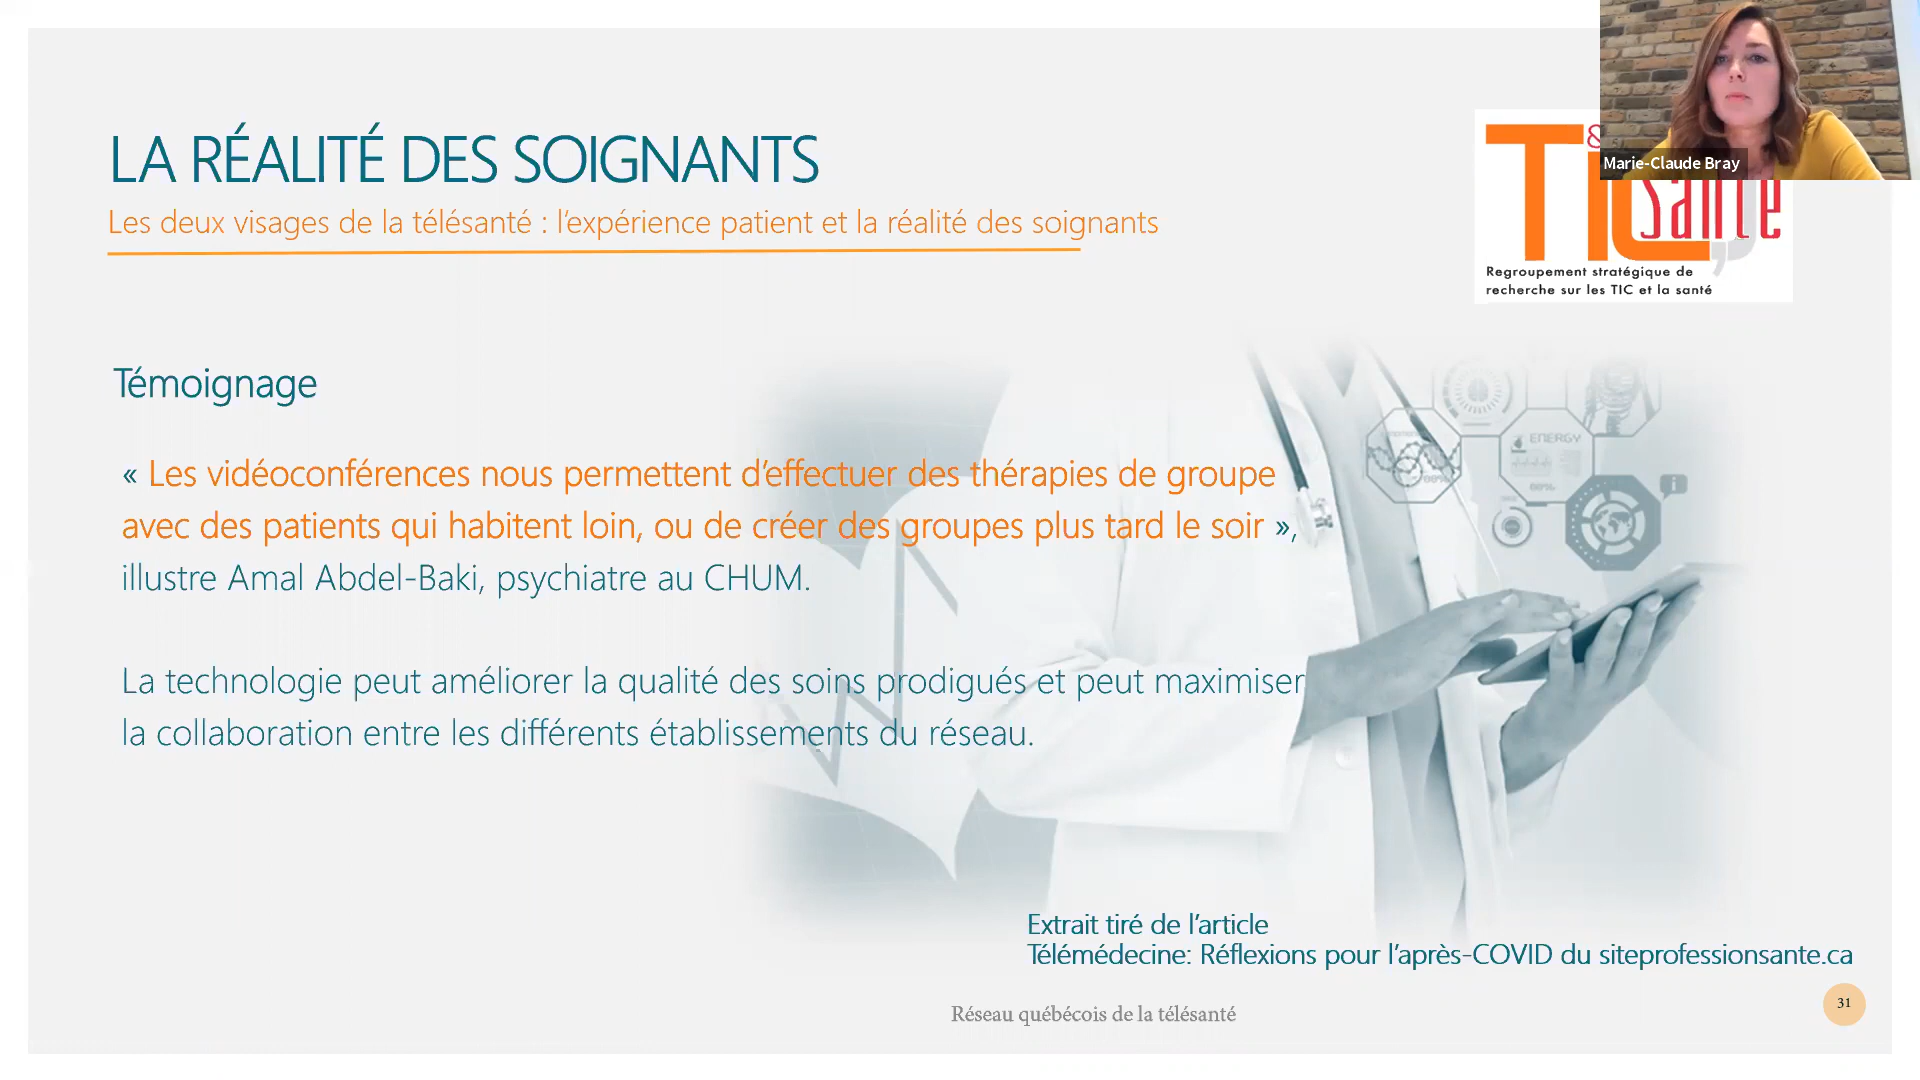 LA RÉALITÉ DES SOIGNANTS
Les deux visages de la télésanté : l'expérience patient et la réalité des soignants
Marie-Claude Bray
TIC
&
Santé
Regroupement stratégique de
recherche sur les TIC et la santé
Témoignage
« Les vidéoconférences nous permettent d'effectuer des thérapies de groupe
avec des patients qui habitent loin, ou de créer des groupes plus tard le soir »,
illustre Amal Abdel-Baki, psychiatre au CHUM.
La technologie peut améliorer la qualité des soins prodigués et peut maximiser
la collaboration entre les différents établissements du réseau.
ENERGY
Extrait tiré de l'article
Télémédecine: Réflexions pour l'après-COVID du siteprofessionsante.ca
Réseau québécois de la télésanté
31